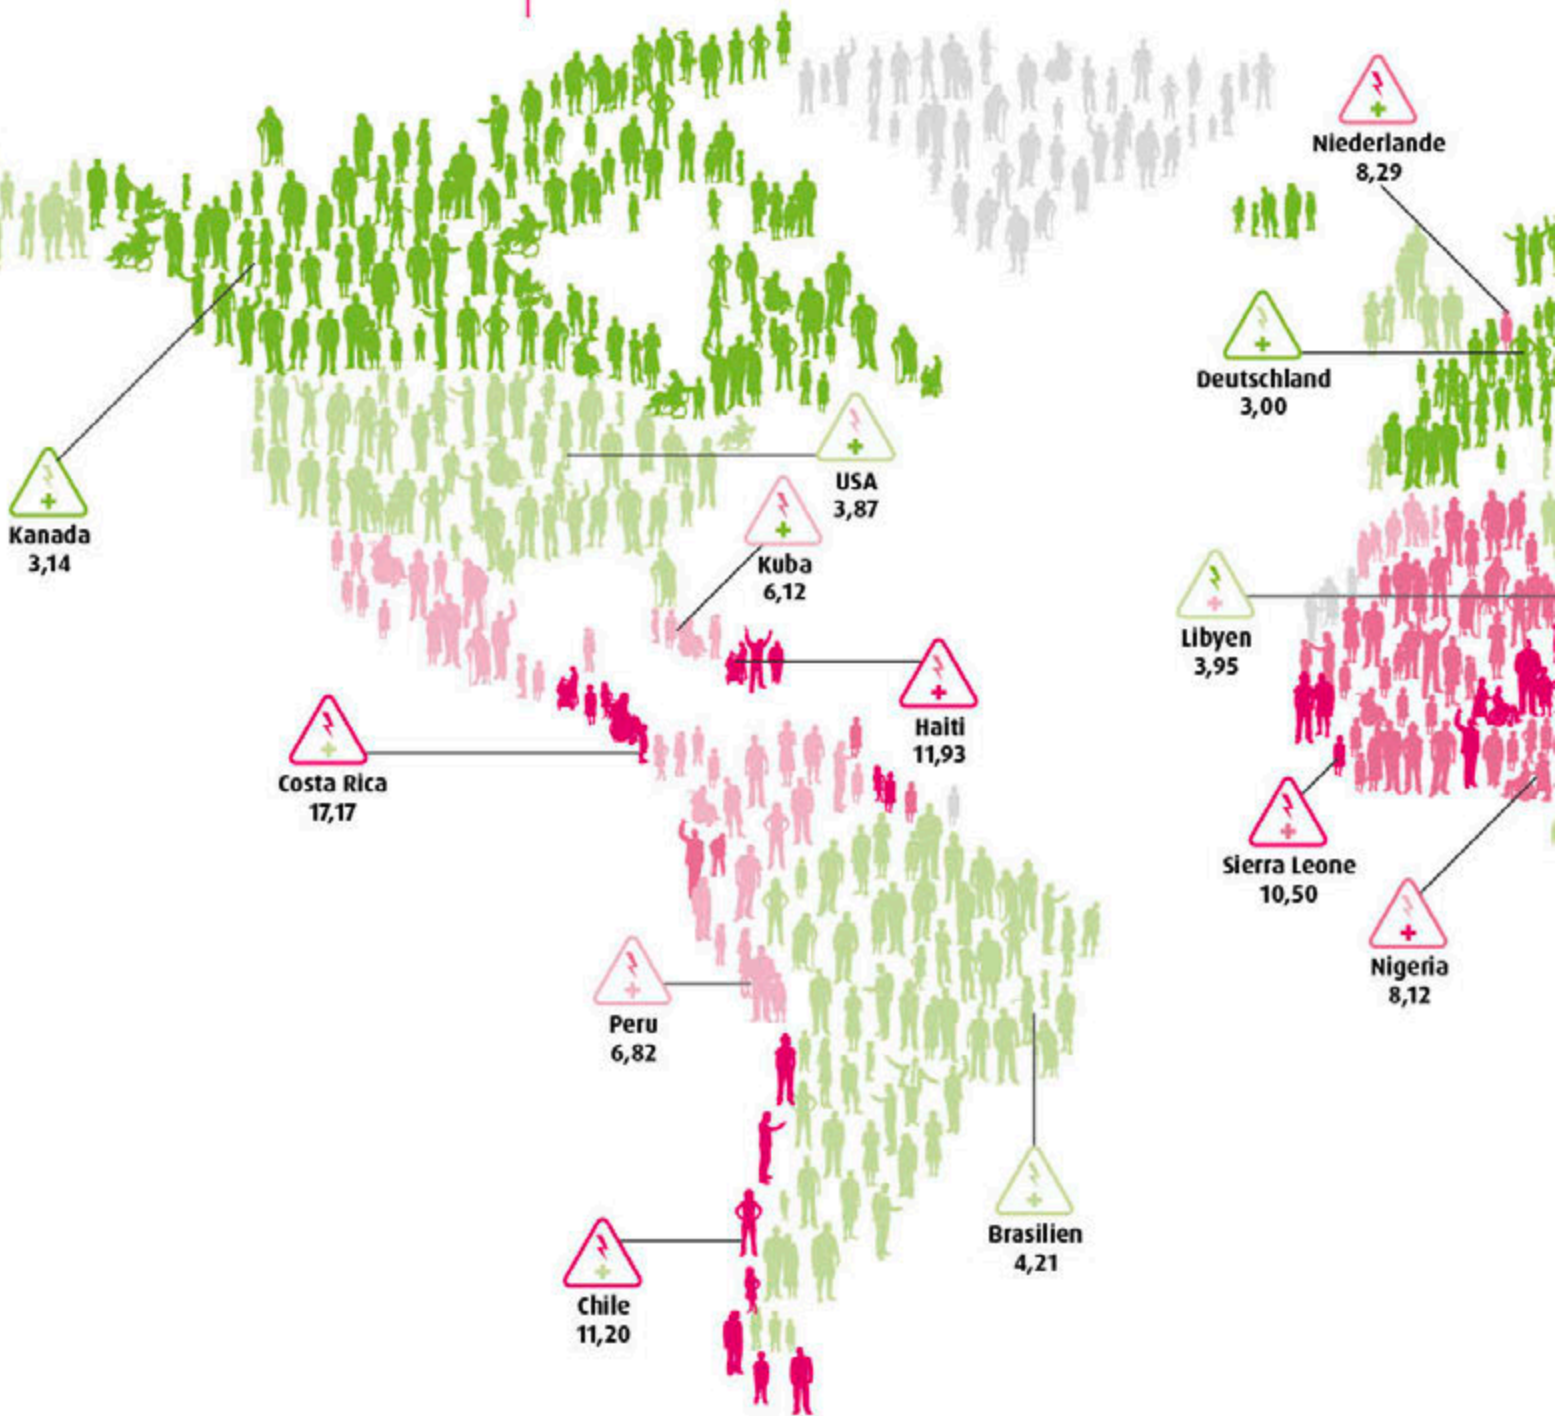 Niederlande
8,29
Deutschland
3,00
Kanada
3,14
USA
3,87
Kuba
6,12
Libyen
3,95
Haiti
11,93
Costa Rica
17,17
Sierra Leone
10,50
Nigeria
8,12
Peru
6,82
Brasilien
4,21
Chile
11,20